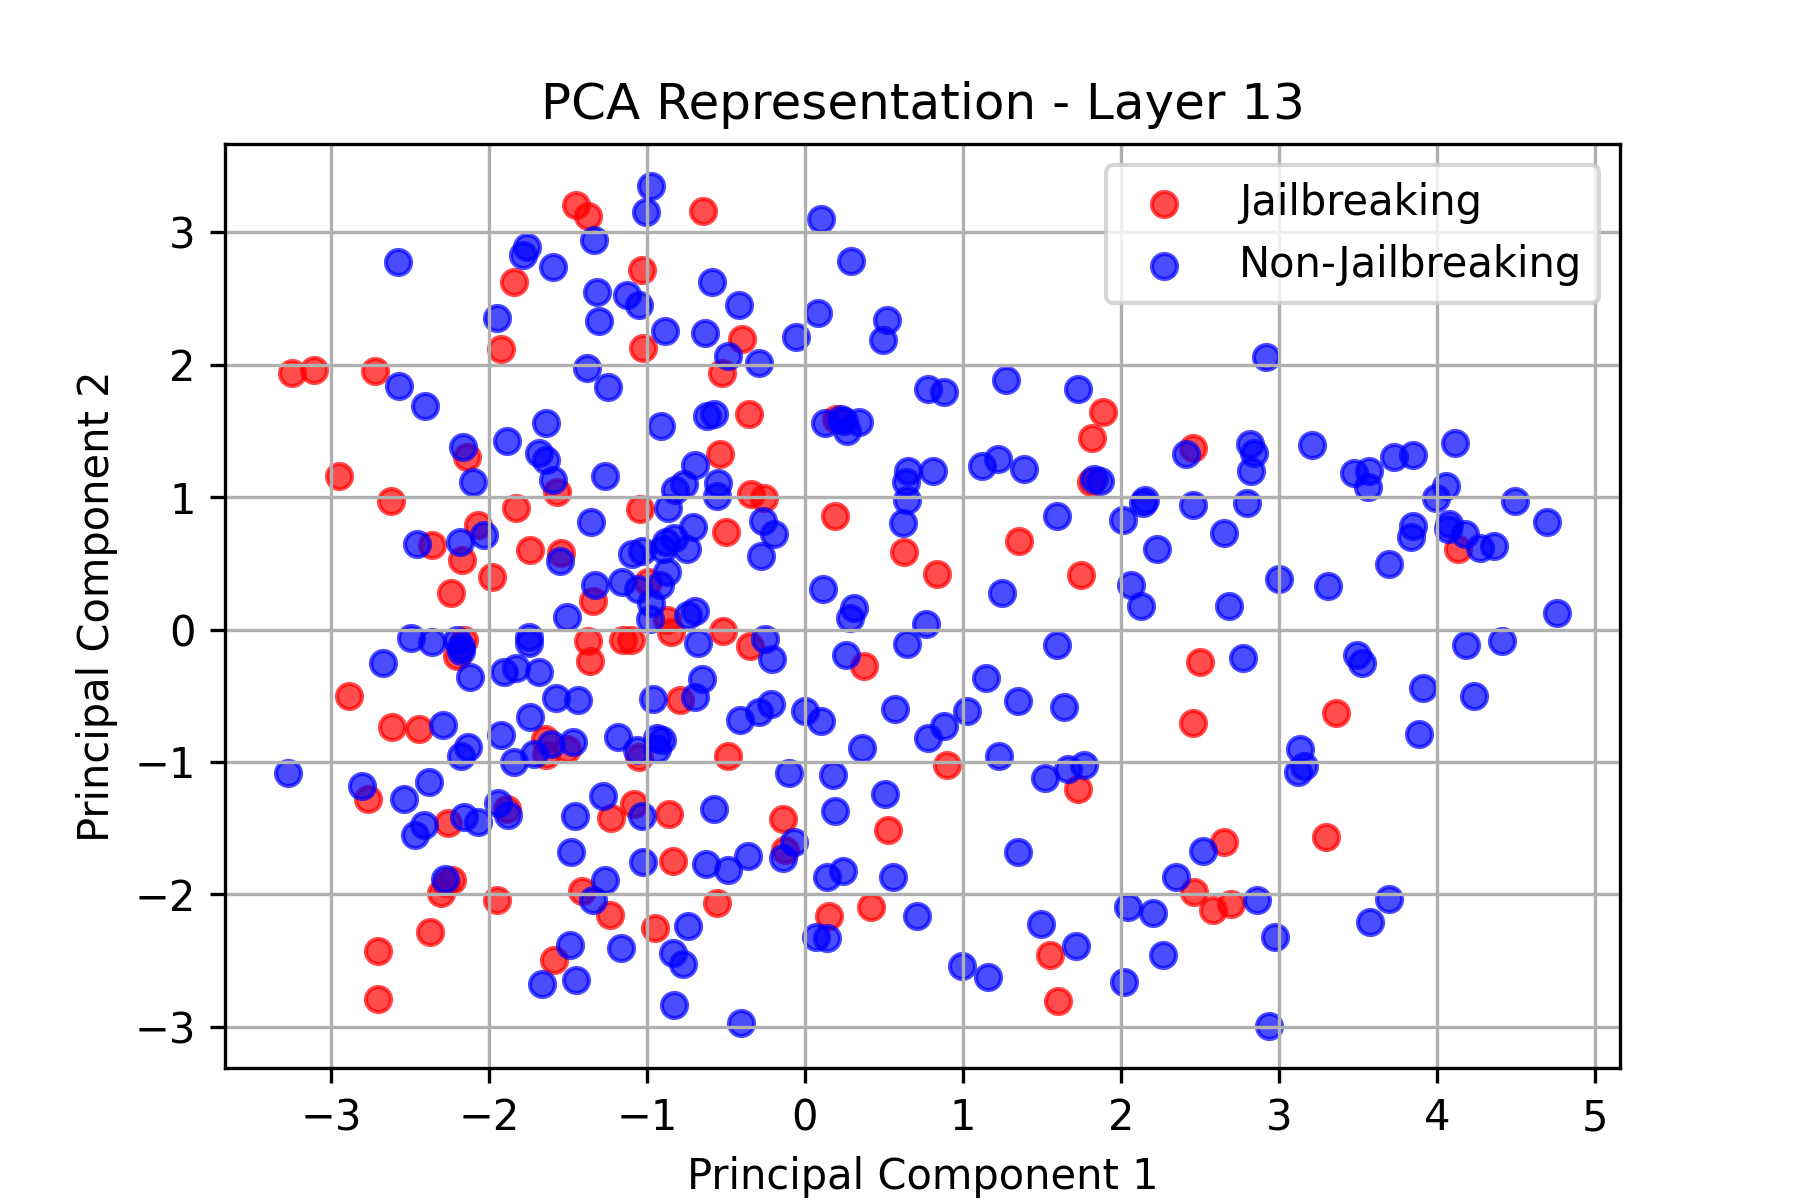 PCA Representation - Layer 13
Jailbreaking
Non-Jailbreaking
Principal Component 2
3
2
1
0
−1
−2
−3
−3 −2 −1 0 1 2 3 4 5
Principal Component 1